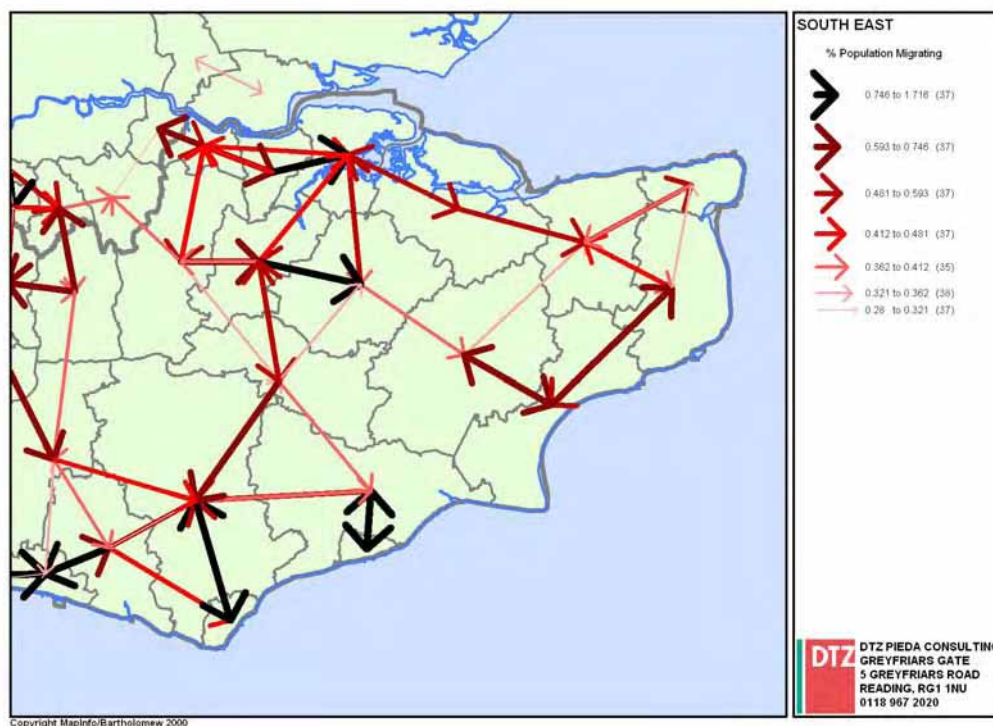 SOUTH EAST
% Population Migrating
0.746 to 1.716 (37)
0.593 to 0.746 (37)
0.481 to 0.593 (37)
0.412 to 0.481 (37)
0.362 to 0.412 (35)
0.321 to 0.362 (38)
0.28 to 0.321 (37)
DTZ
DTZ PIEDA CONSULTING
GREYFRIARS GATE
5 GREYFRIARS ROAD
READING, RG1 1NU
0118 967 2020
Copyright MapInfo/Bartholomew 2000